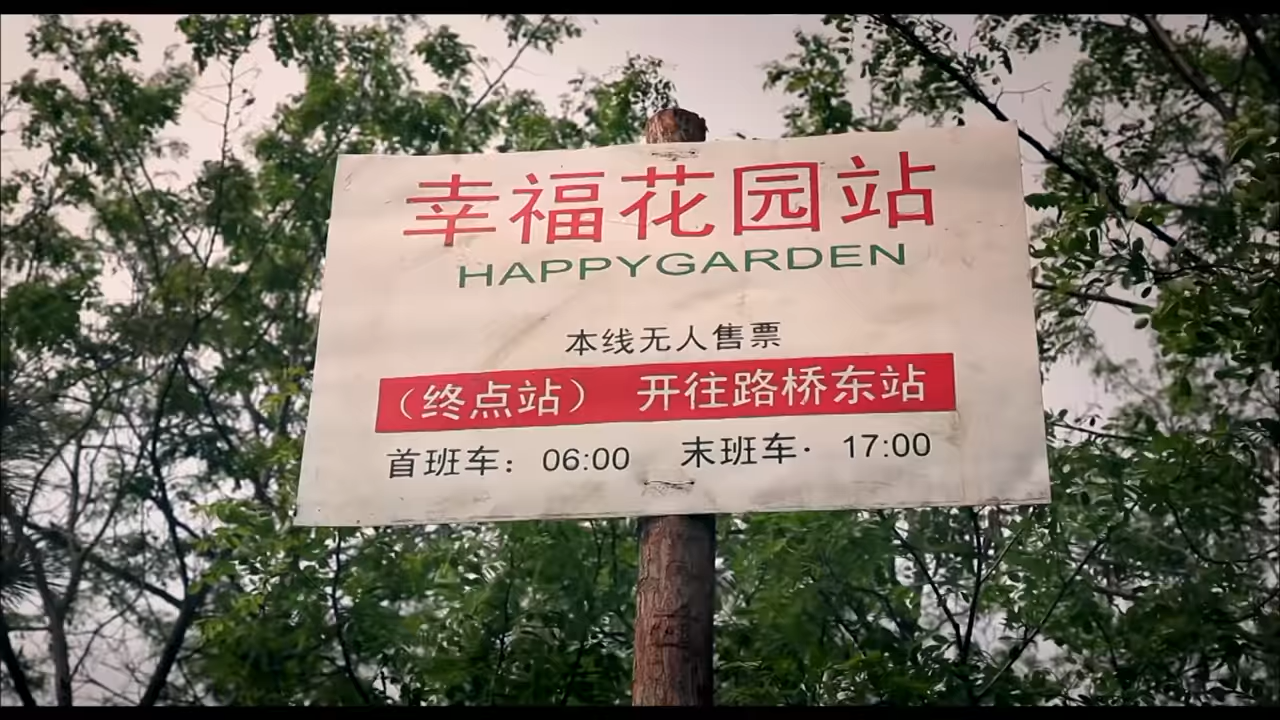 幸福花园站
HAPPYGARDEN
本线无人售票
（终点站） 开往路桥东站
首班车：06:00 末班车· 17:00